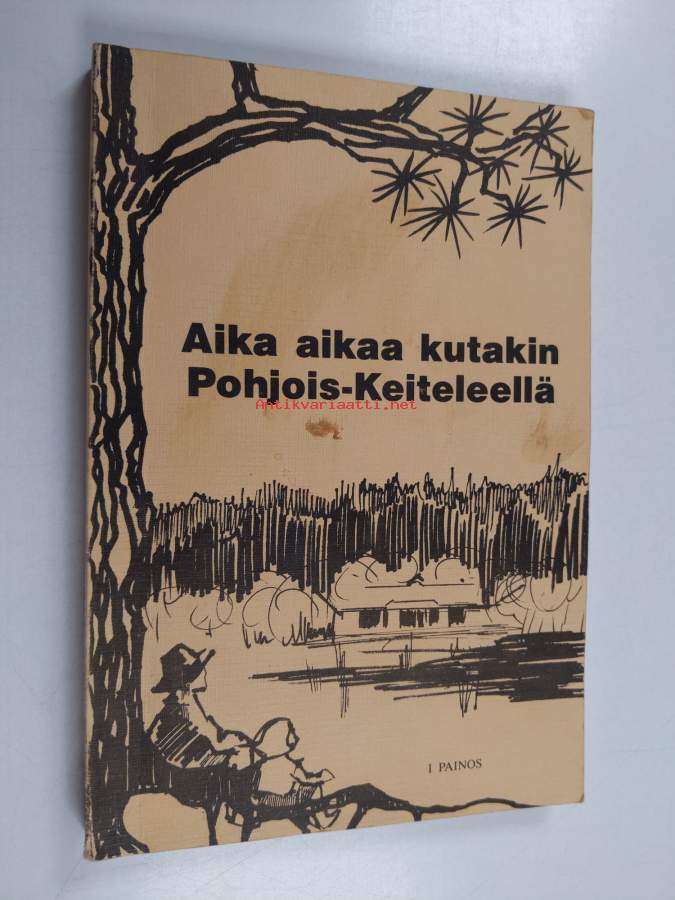 Aika aikaa kutakin
Pohjois-Keiteleellä
Antikvariaatti.net
I PAINOS